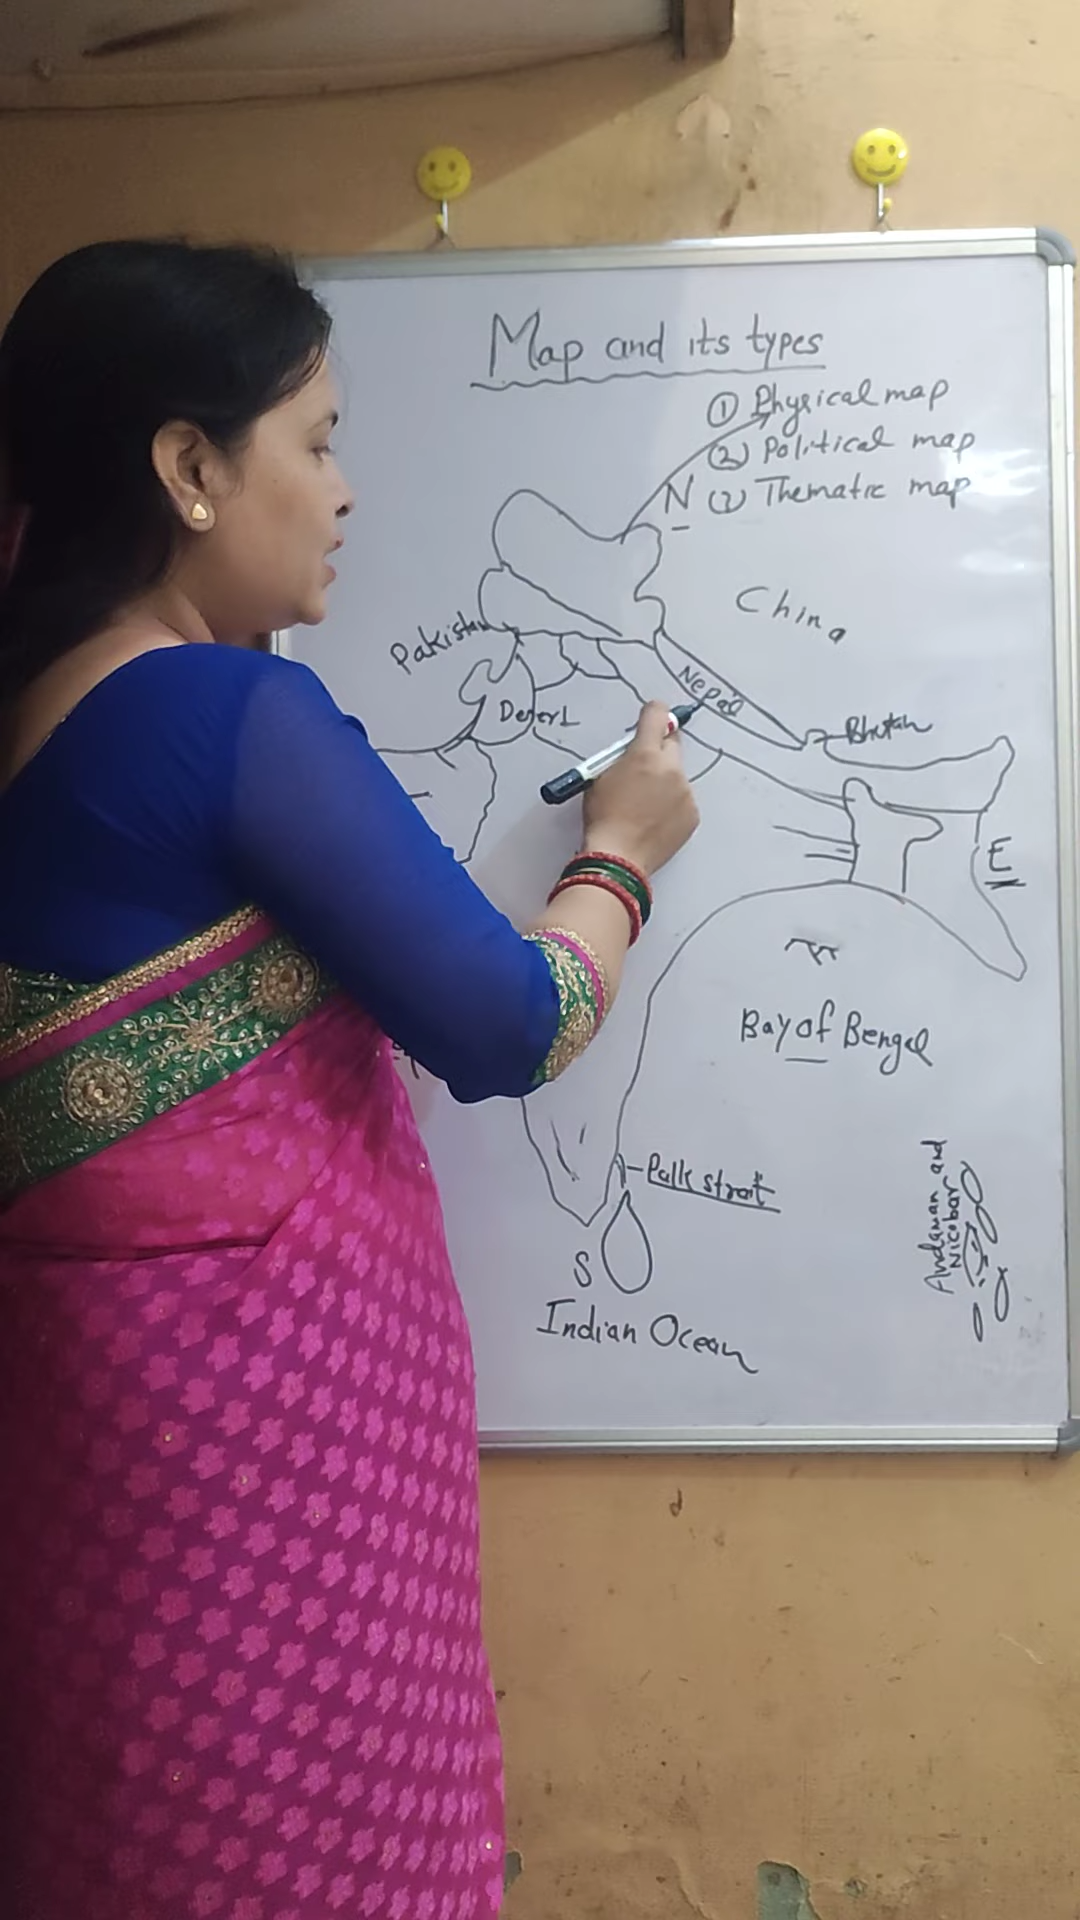 Map and its types
① Physical map
② Political map
N ③ Thematic map
China
Pakistan
Nepal
Desert
Bhutan
E
Bay of Bengal
Palk strait
Andaman and
Nicobar
S
Indian Ocean